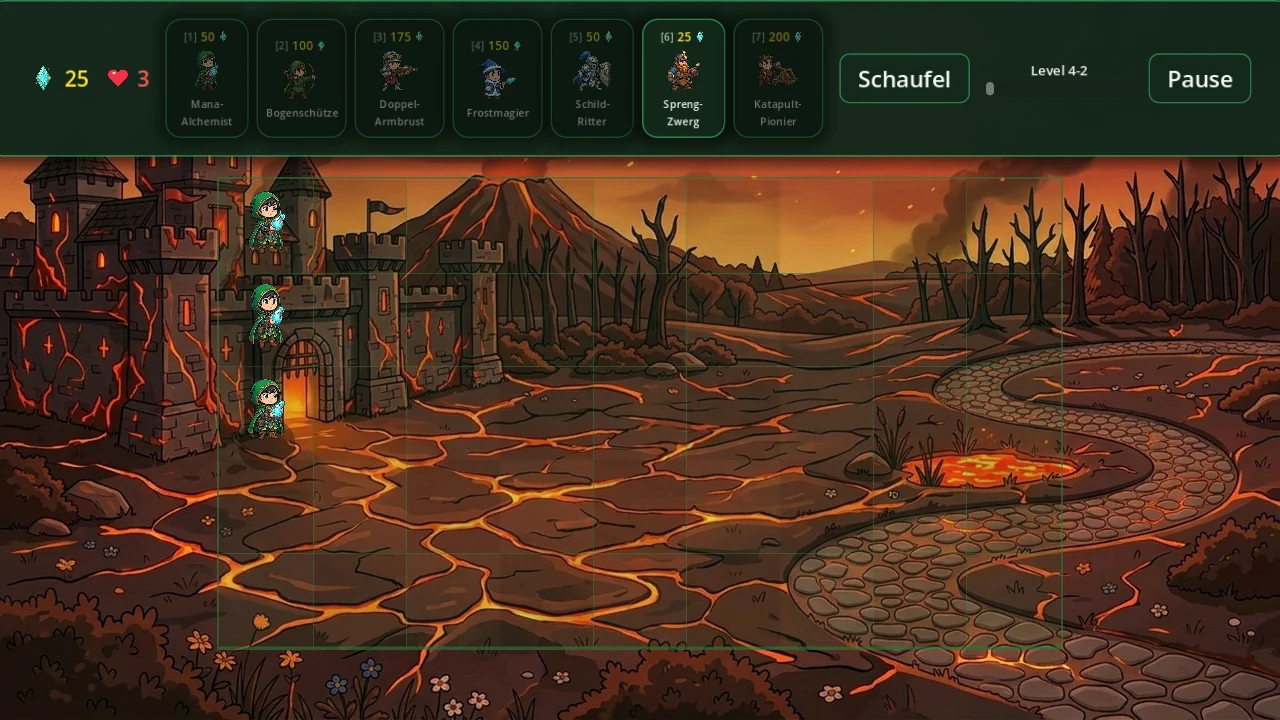 25 3
[1] 50
Mana-
Alchemist
[2] 100
Bogenschütze
[3] 175
Doppel-
Armbrust
[4] 150
Frostmagier
[5] 50
Schild-
Ritter
[6] 25
Spreng-
Zwerg
[7] 200
Katapult-
Pionier
Schaufel
Level 4-2
Pause